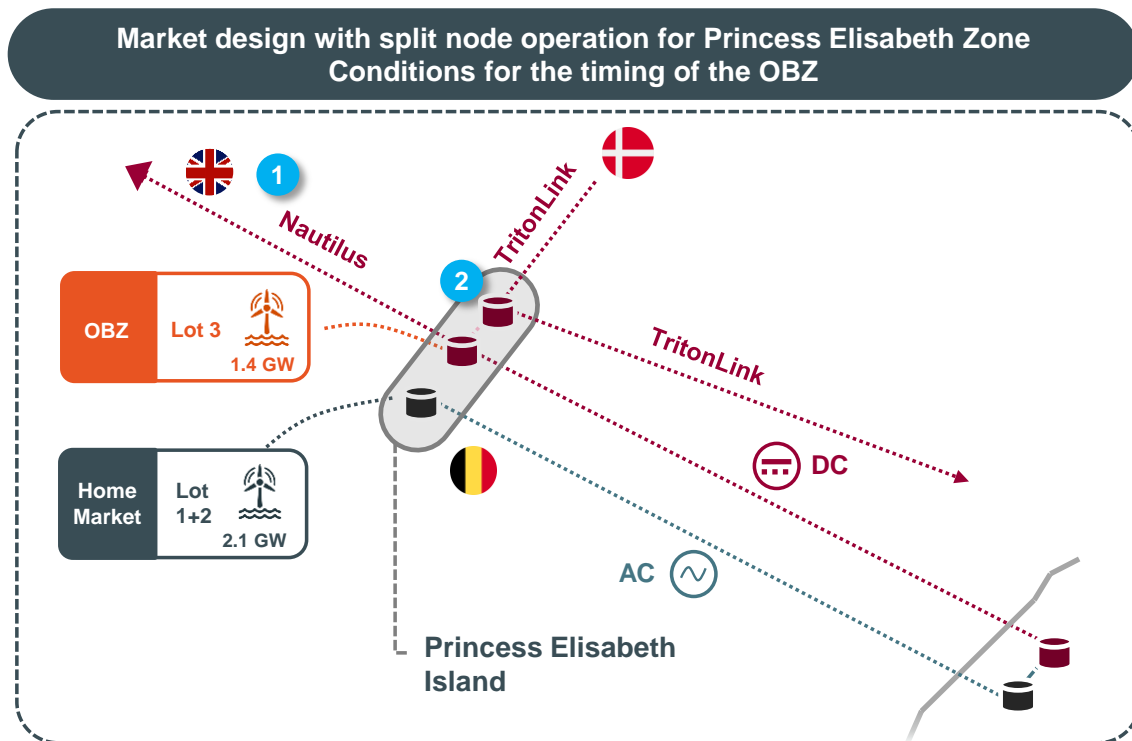 Market design with split node operation for Princess Elisabeth Zone
Conditions for the timing of the OBZ
1
Nautilus
TritonLink
2
OBZ
Lot 3
1.4 GW
TritonLink
DC
Home
Market
Lot
1+2
2.1 GW
AC
Princess Elisabeth
Island